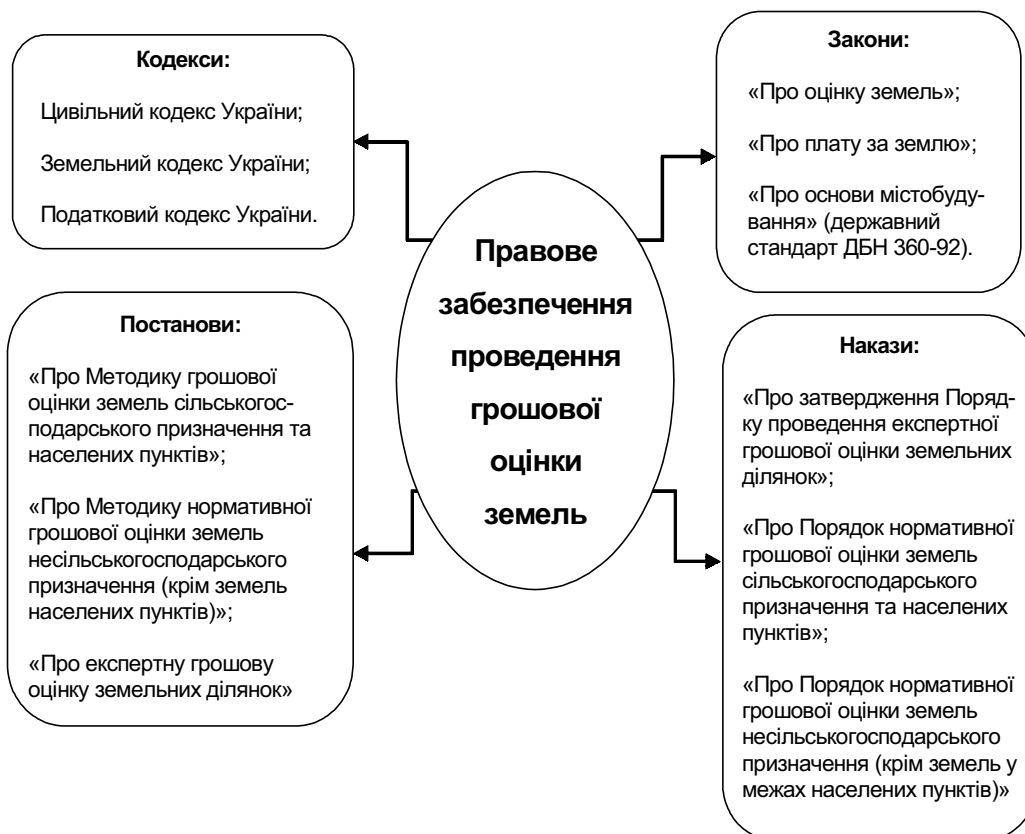 Кодекси:
Цивільний кодекс України;
Земельний кодекс України;
Податковий кодекс України.
Закони:
«Про оцінку земель»;
«Про плату за землю»;
«Про основи містобуду-
вання» (державний
стандарт ДБН 360-92).
Правове
забезпечення
проведення
грошової
оцінки
земель
Постанови:
«Про Методику грошової
оцінки земель сільськогос-
подарського призначення та
населених пунктів»;
«Про Методику нормативної
грошової оцінки земель
несільськогосподарського
призначення (крім земель
населених пунктів)»;
«Про експертну грошову
оцінку земельних ділянок»
Накази:
«Про затвердження Поряд-
ку проведення експертної
грошової оцінки земельних
ділянок»;
«Про Порядок нормативної
грошової оцінки земель
сільськогосподарського
призначення та населених
пунктів»;
«Про Порядок нормативної
грошової оцінки земель
несільськогосподарського
призначення (крім земель у
межах населених пунктів)»